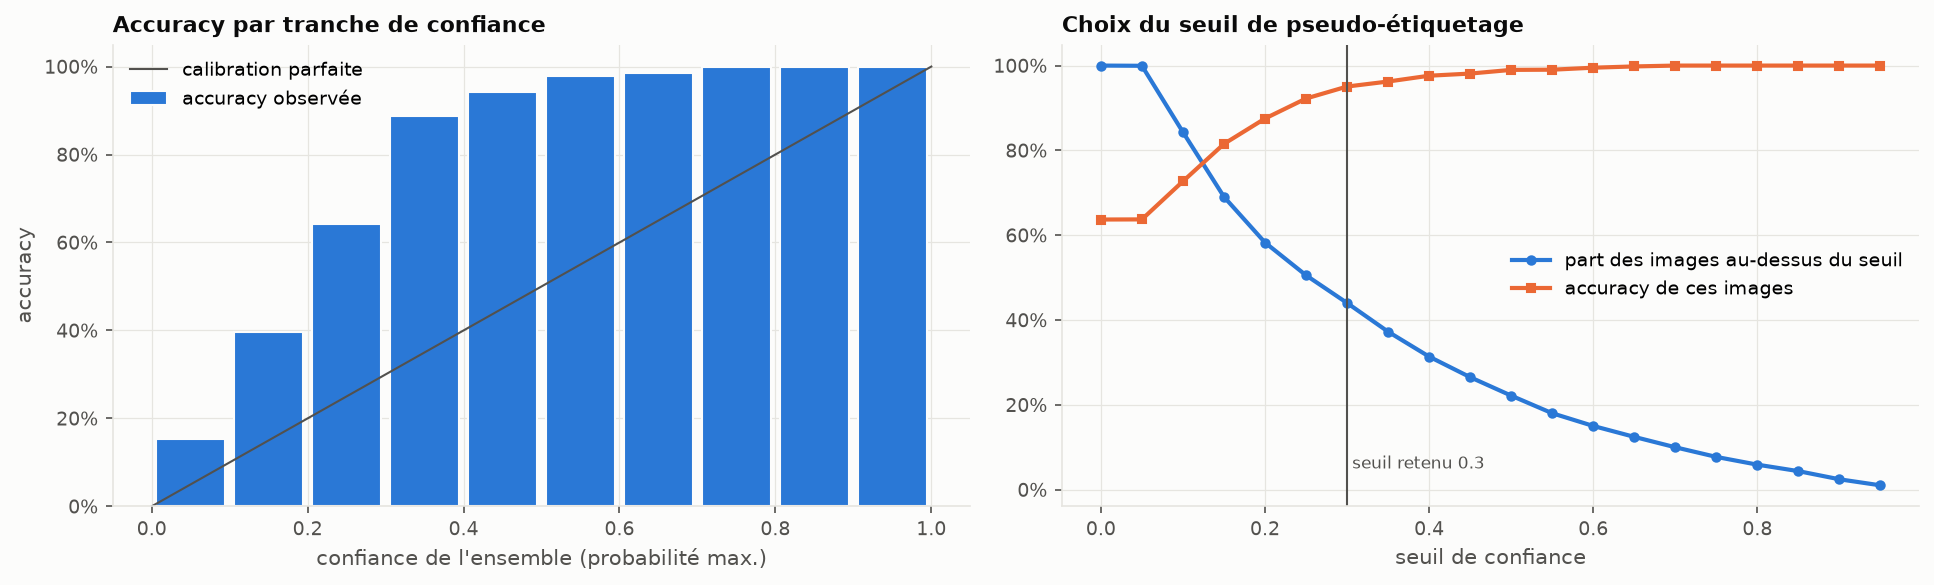 Accuracy par tranche de confiance
calibration parfaite
accuracy observée
100%
80%
60%
40%
20%
0%
accuracy
0.0 0.2 0.4 0.6 0.8 1.0
confiance de l'ensemble (probabilité max.)
Choix du seuil de pseudo-étiquetage
100%
80%
60%
40%
20%
0%
part des images au-dessus du seuil
accuracy de ces images
seuil retenu 0.3
0.0 0.2 0.4 0.6 0.8
seuil de confiance